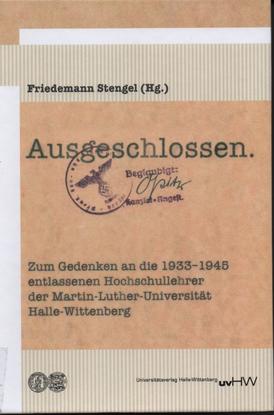 Friedemann Stengel (Hg.)
Ausgeschlossen.
Beglaubigt:
Kanzlei-Angest.
Zum Gedenken an die 1933–1945
entlassenen Hochschullehrer
der Martin-Luther-Universität
Halle-Wittenberg
Universitätsverlag Halle-Wittenberg uvHW